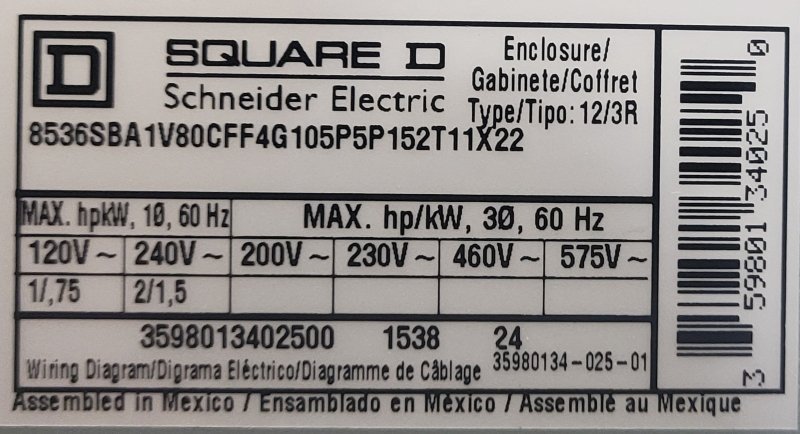 D SQUARE D
Schneider Electric
Enclosure/
Gabinete/Coffret
Type/Tipo: 12/3R
8536SBA1V80CFF4G105P5P152T11X22
MAX. hpkW, 1Ø, 60 Hz MAX. hp/kW, 3Ø, 60 Hz
120V ~ 240V ~ 200V ~ 230V ~ 460V ~ 575V ~
1/,75 2/1,5
3598013402500 1538 24
Wiring Diagram/Digrama Eléctrico/Diagramme de Câblage 35980134-025-01
Assembled in Mexico / Ensamblado en México / Assemblé au Mexique
3 59801 34025 0